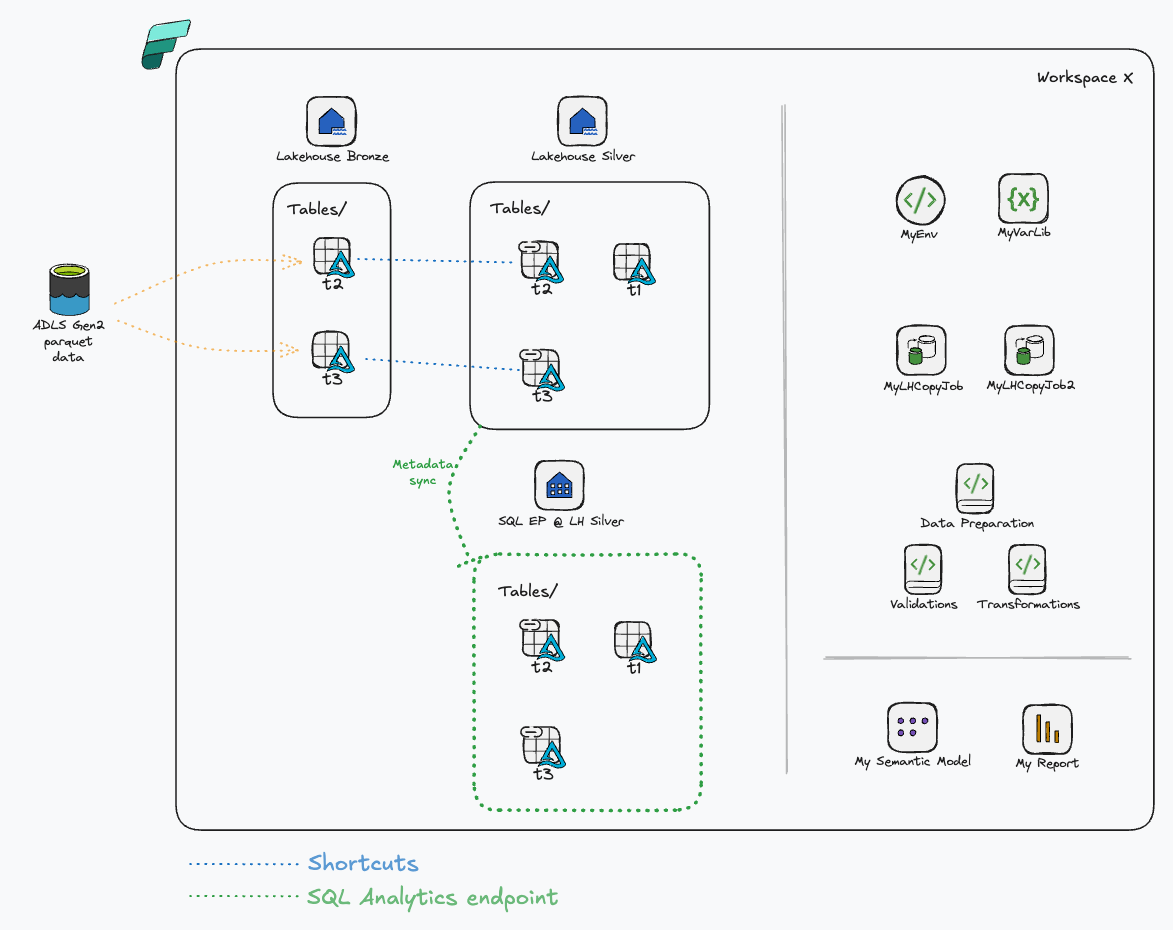 Workspace X
Lakehouse Bronze
Lakehouse Silver
Tables/
t2
t3
Tables/
t2
t1
t3
ADLS Gen2
parquet
data
Metadata
sync
SQL EP @ LH Silver
Tables/
t2
t1
t3
</>
MyEnv
{x}
MyVarLib
MyLHCopyJob
MyLHCopyJob2
</>
Data Preparation
</>
Validations
</>
Transformations
My Semantic Model
My Report
Shortcuts
SQL Analytics endpoint